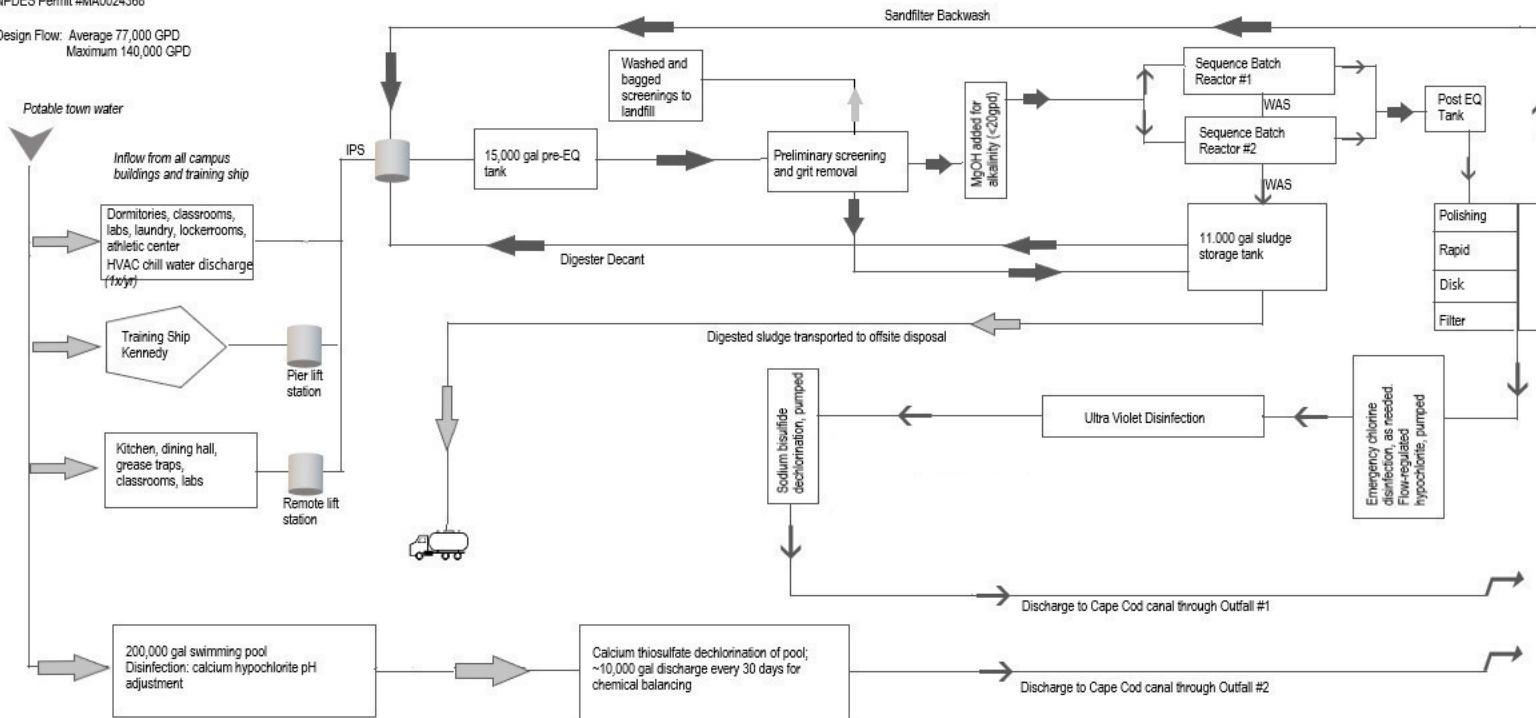 NPDES Permit #MA0024368
Design Flow: Average 77,000 GPD
Maximum 140,000 GPD
Sandfilter Backwash
Potable town water
Inflow from all campus
buildings and training ship
Dormitories, classrooms,
labs, laundry, lockerrooms,
athletic center
HVAC chill water discharge
(1x/yr)
Training Ship
Kennedy
Pier lift
station
Kitchen, dining hall,
grease traps,
classrooms, labs
Remote lift
station
IPS
15,000 gal pre-EQ
tank
Washed and
bagged
screenings to
landfill
Preliminary screening
and grit removal
MgOH added for
alkalinity (<20gpd)
Sequence Batch
Reactor #1
WAS
Sequence Batch
Reactor #2
WAS
Post EQ
Tank
Polishing
Rapid
Disk
Filter
11.000 gal sludge
storage tank
Digester Decant
Digested sludge transported to offsite disposal
Emergency chlorine
disinfection, as needed.
Flow-regulated
hypochlorite, pumped
Ultra Violet Disinfection
Sodium bisulfide
dechlorination, pumped
Discharge to Cape Cod canal through Outfall #1
200,000 gal swimming pool
Disinfection: calcium hypochlorite pH
adjustment
Calcium thiosulfate dechlorination of pool;
~10,000 gal discharge every 30 days for
chemical balancing
Discharge to Cape Cod canal through Outfall #2